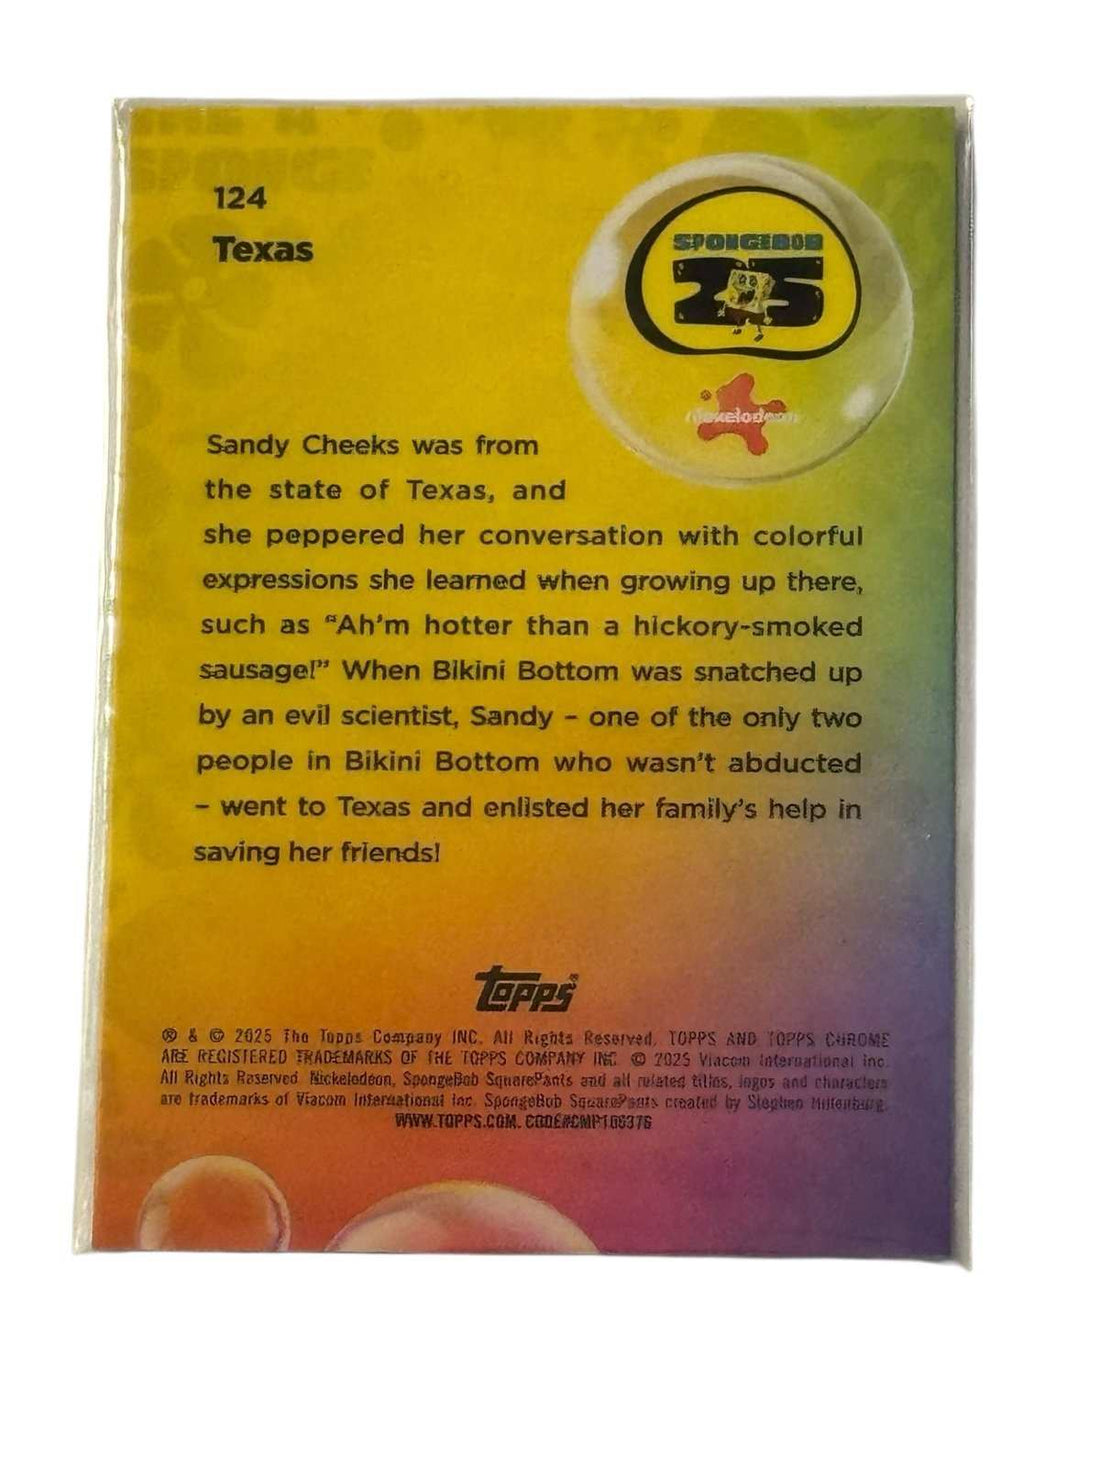 124
Texas
SPONGEBOB
25
nickelodeon
Sandy Cheeks was from
the state of Texas, and
she peppered her conversation with colorful
expressions she learned when growing up there,
such as “Ah’m hotter than a hickory-smoked
sausage!” When Bikini Bottom was snatched up
by an evil scientist, Sandy – one of the only two
people in Bikini Bottom who wasn’t abducted
– went to Texas and enlisted her family’s help in
saving her friends!
topps®
® & © 2025 The Topps Company INC. All Rights Reserved. TOPPS AND TOPPS CHROME
ARE REGISTERED TRADEMARKS OF THE TOPPS COMPANY INC. © 2025 Viacom International Inc.
All Rights Reserved. Nickelodeon, SpongeBob SquarePants and all related titles, logos and characters
are trademarks of Viacom International Inc. SpongeBob SquarePants created by Stephen Hillenburg.
WWW.TOPPS.COM. CODE#CMP106376